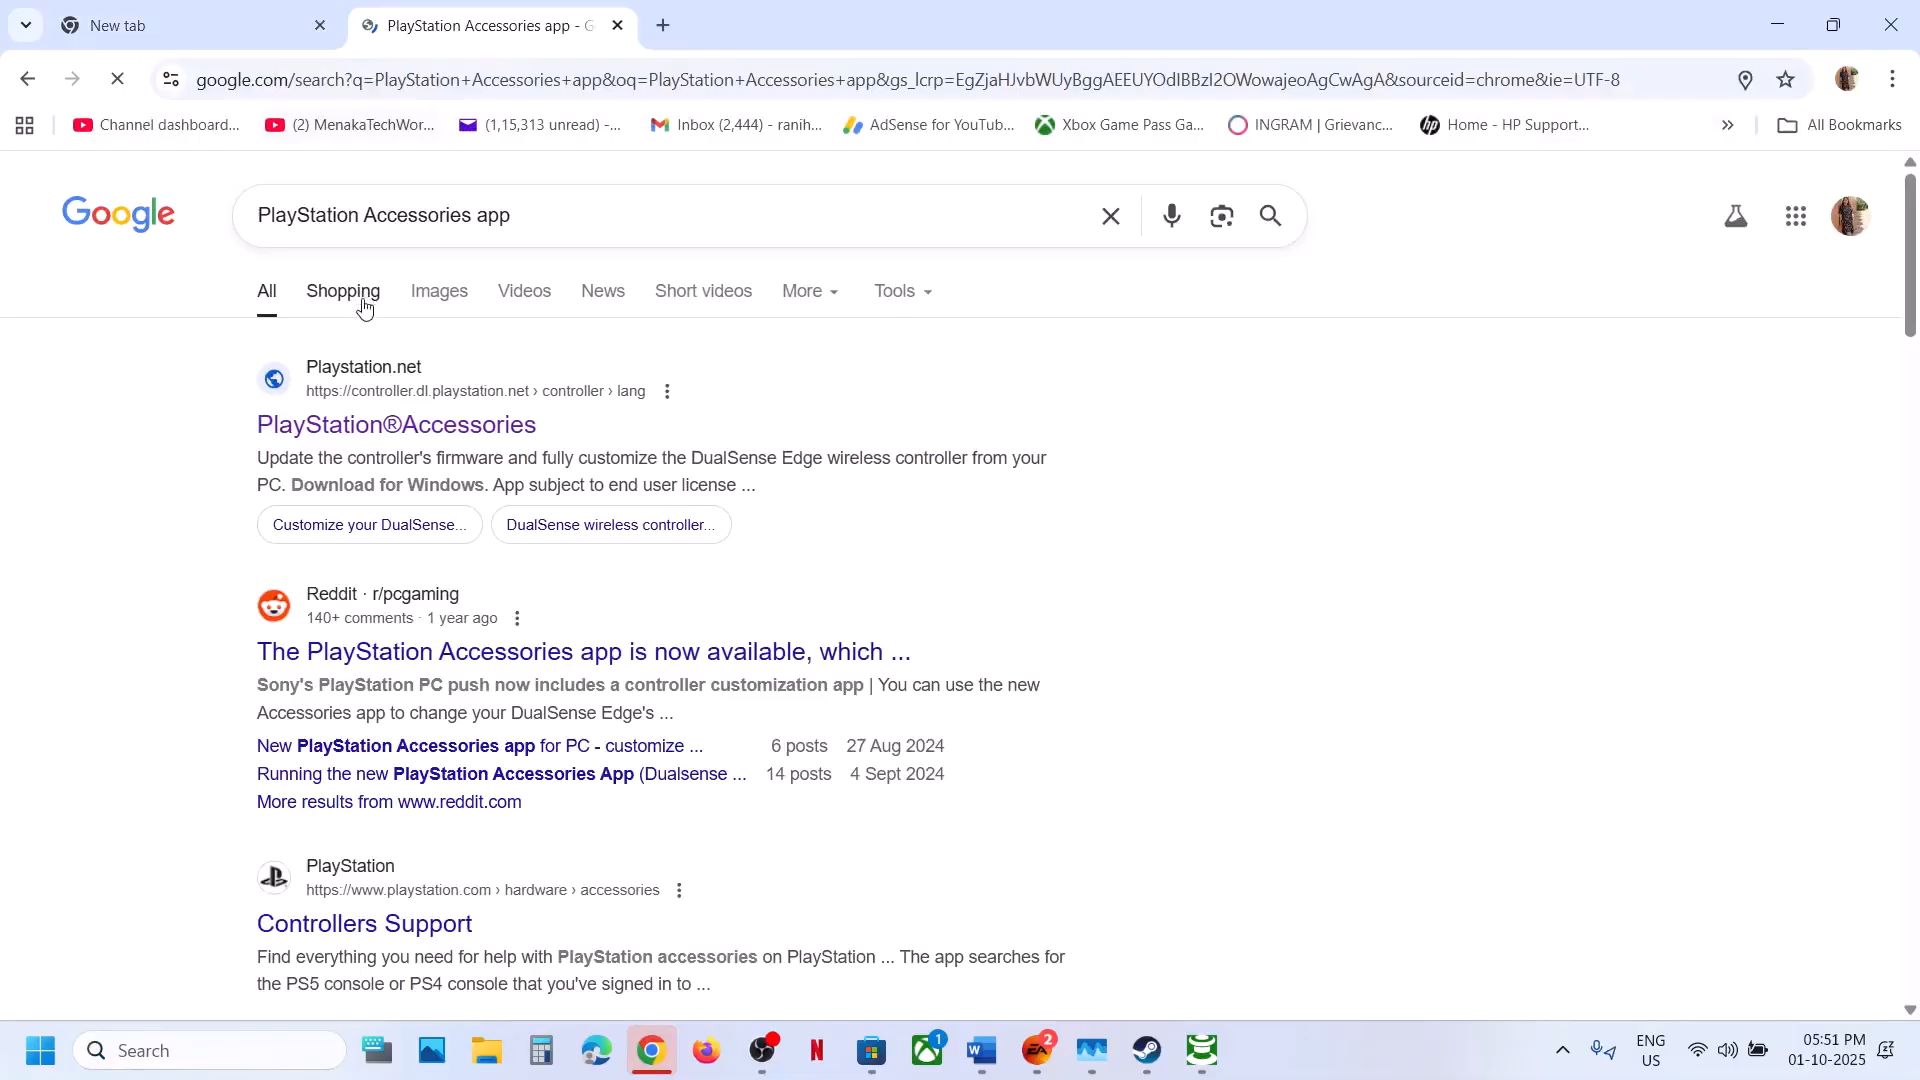 New tab
PlayStation Accessories app - G
google.com/search?q=PlayStation+Accessories+app&oq=PlayStation+Accessories+app&gs_lcrp=EgZjaHJvbWUyBggAEEUYOdIBBzI2OWowajeoAgCwAgA&sourceid=chrome&ie=UTF-8
Channel dashboard...
(2) MenakaTechWor...
(1,15,313 unread) -...
Inbox (2,444) - ranih...
AdSense for YouTub...
Xbox Game Pass Ga...
INGRAM | Grievanc...
Home - HP Support...
All Bookmarks
Google
PlayStation Accessories app
All
Shopping
Images
Videos
News
Short videos
More
Tools
Playstation.net
https://controller.dl.playstation.net › controller › lang
PlayStation®Accessories
Update the controller's firmware and fully customize the DualSense Edge wireless controller from your
PC. Download for Windows. App subject to end user license ...
Customize your DualSense...
DualSense wireless controller...
Reddit · r/pcgaming
140+ comments · 1 year ago
The PlayStation Accessories app is now available, which ...
Sony's PlayStation PC push now includes a controller customization app | You can use the new
Accessories app to change your DualSense Edge's ...
New PlayStation Accessories app for PC - customize ... 6 posts 27 Aug 2024
Running the new PlayStation Accessories App (Dualsense ... 14 posts 4 Sept 2024
More results from www.reddit.com
PlayStation
https://www.playstation.com › hardware › accessories
Controllers Support
Find everything you need for help with PlayStation accessories on PlayStation ... The app searches for
the PS5 console or PS4 console that you've signed in to ...
Search
1
2
ENG
US
05:51 PM
01-10-2025